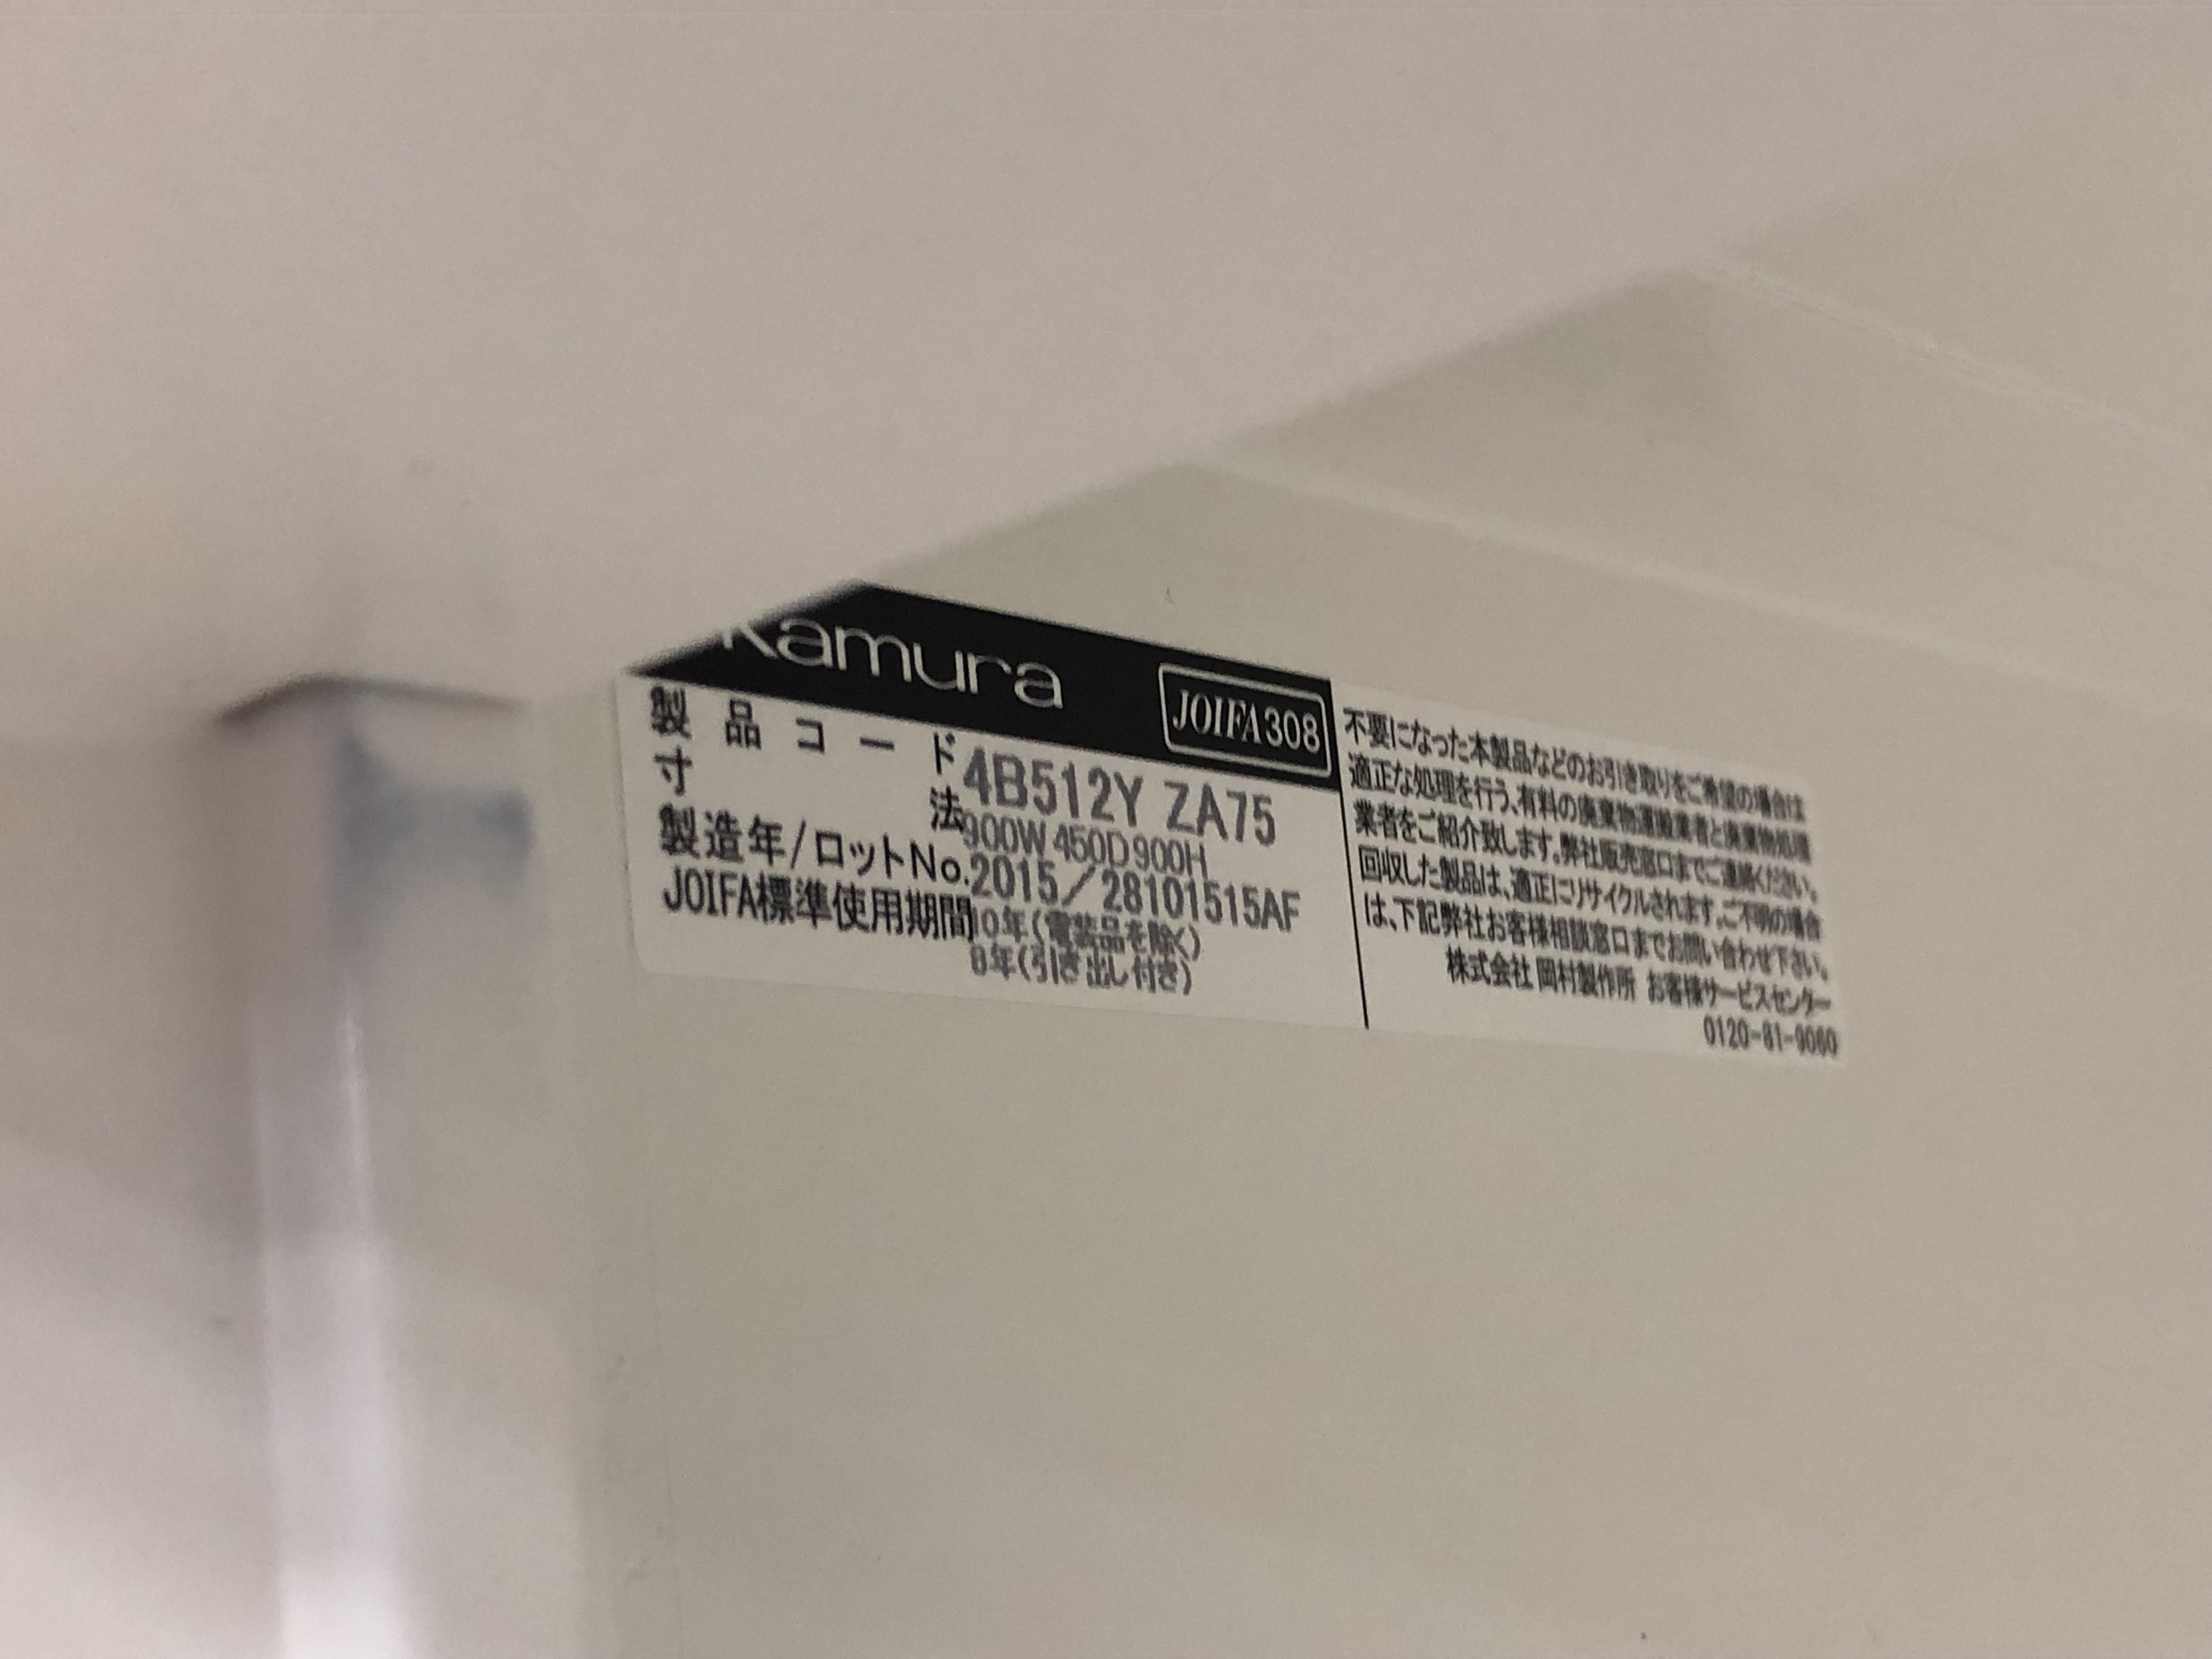 Kamura
JOIFA308
製品コード 4B512Y ZA75
寸法 900W450D900H
製造年/ロットNo. 2015/28101515AF
JOIFA標準使用期間 10年(電装品を除く)
8年(引き出し付き)
不要になった本製品などのお引き取りをご希望の場合は
適正な処理を行う、有料の廃棄物運搬業者と廃棄物処理
業者をご紹介致します。弊社販売窓口までご連絡ください。
回収した製品は、適正にリサイクルされます。ご不明の場合
は、下記弊社お客様相談窓口までお問い合わせ下さい。
株式会社 岡村製作所 お客様サービスセンター
0120-81-9060